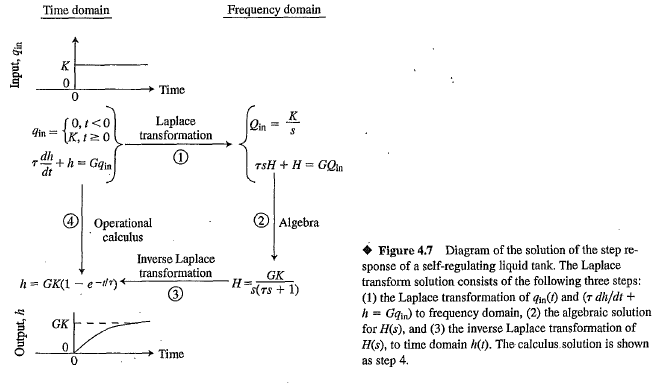 Time domain
Frequency domain
Input, q_in
K
0
0
Time
q_in = {0, t < 0
K, t ≥ 0
τ dh/dt + h = Gq_in
Laplace
transformation
①
Q_in = K/s
τsH + H = GQ_in
④ Operational
calculus
② Algebra
Inverse Laplace
transformation
③
h = GK(1 − e^−t/τ)
H = GK/s(τs + 1)
Output, h
GK
0
0
Time
◆ Figure 4.7 Diagram of the solution of the step re-
sponse of a self-regulating liquid tank. The Laplace
transform solution consists of the following three steps:
(1) the Laplace transformation of q_in(t) and (τ dh/dt +
h = Gq_in) to frequency domain, (2) the algebraic solution
for H(s), and (3) the inverse Laplace transformation of
H(s), to time domain h(t). The calculus solution is shown
as step 4.